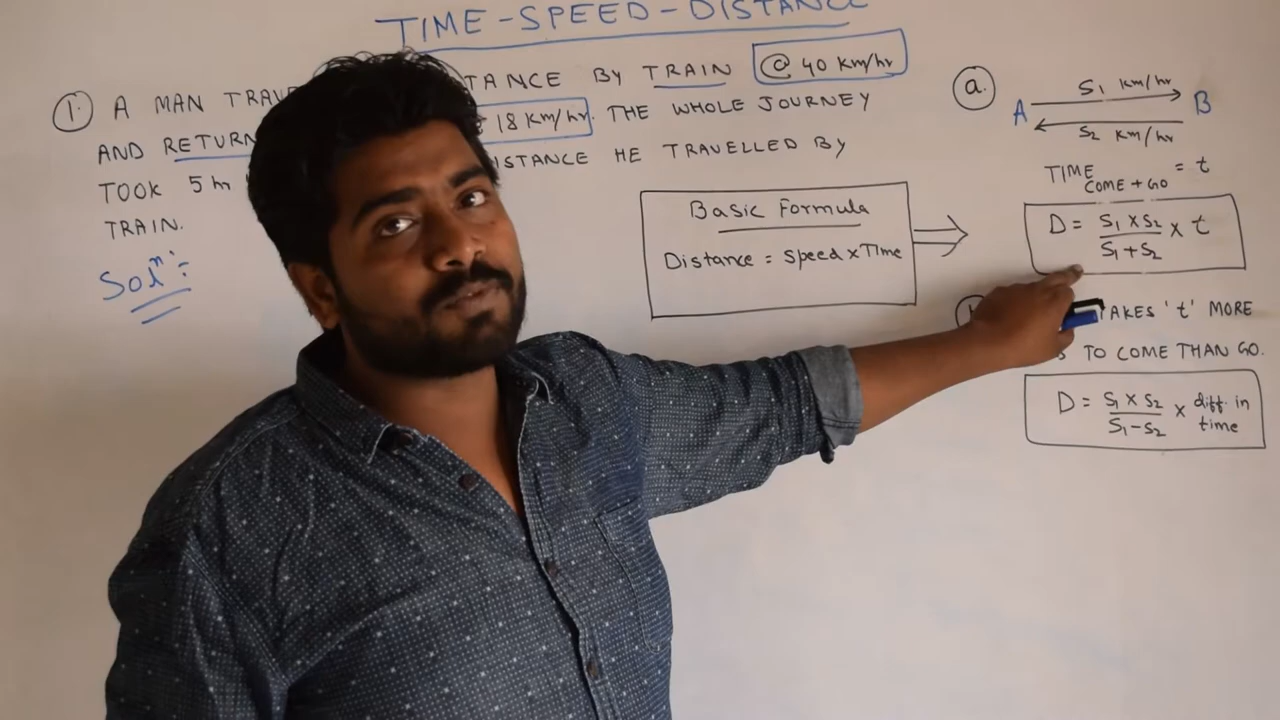 TIME-SPEED-DISTANCE
1. A MAN TRAVE TANCE BY TRAIN @ 40 Km/hr
AND RETURN 18 Km/hr. THE WHOLE JOURNEY
TOOK 5 hr ISTANCE HE TRAVELLED BY
TRAIN.
Solⁿ:
Basic Formula
Distance = Speed x Time
a.
S₁ Km/hr
A B
S₂ Km/hr
TIME COME + GO = t
D = S₁ x S₂ / S₁ + S₂ x t
AKES 't' MORE
TO COME THAN GO.
D = S₁ x S₂ / S₁ - S₂ x diff. in time